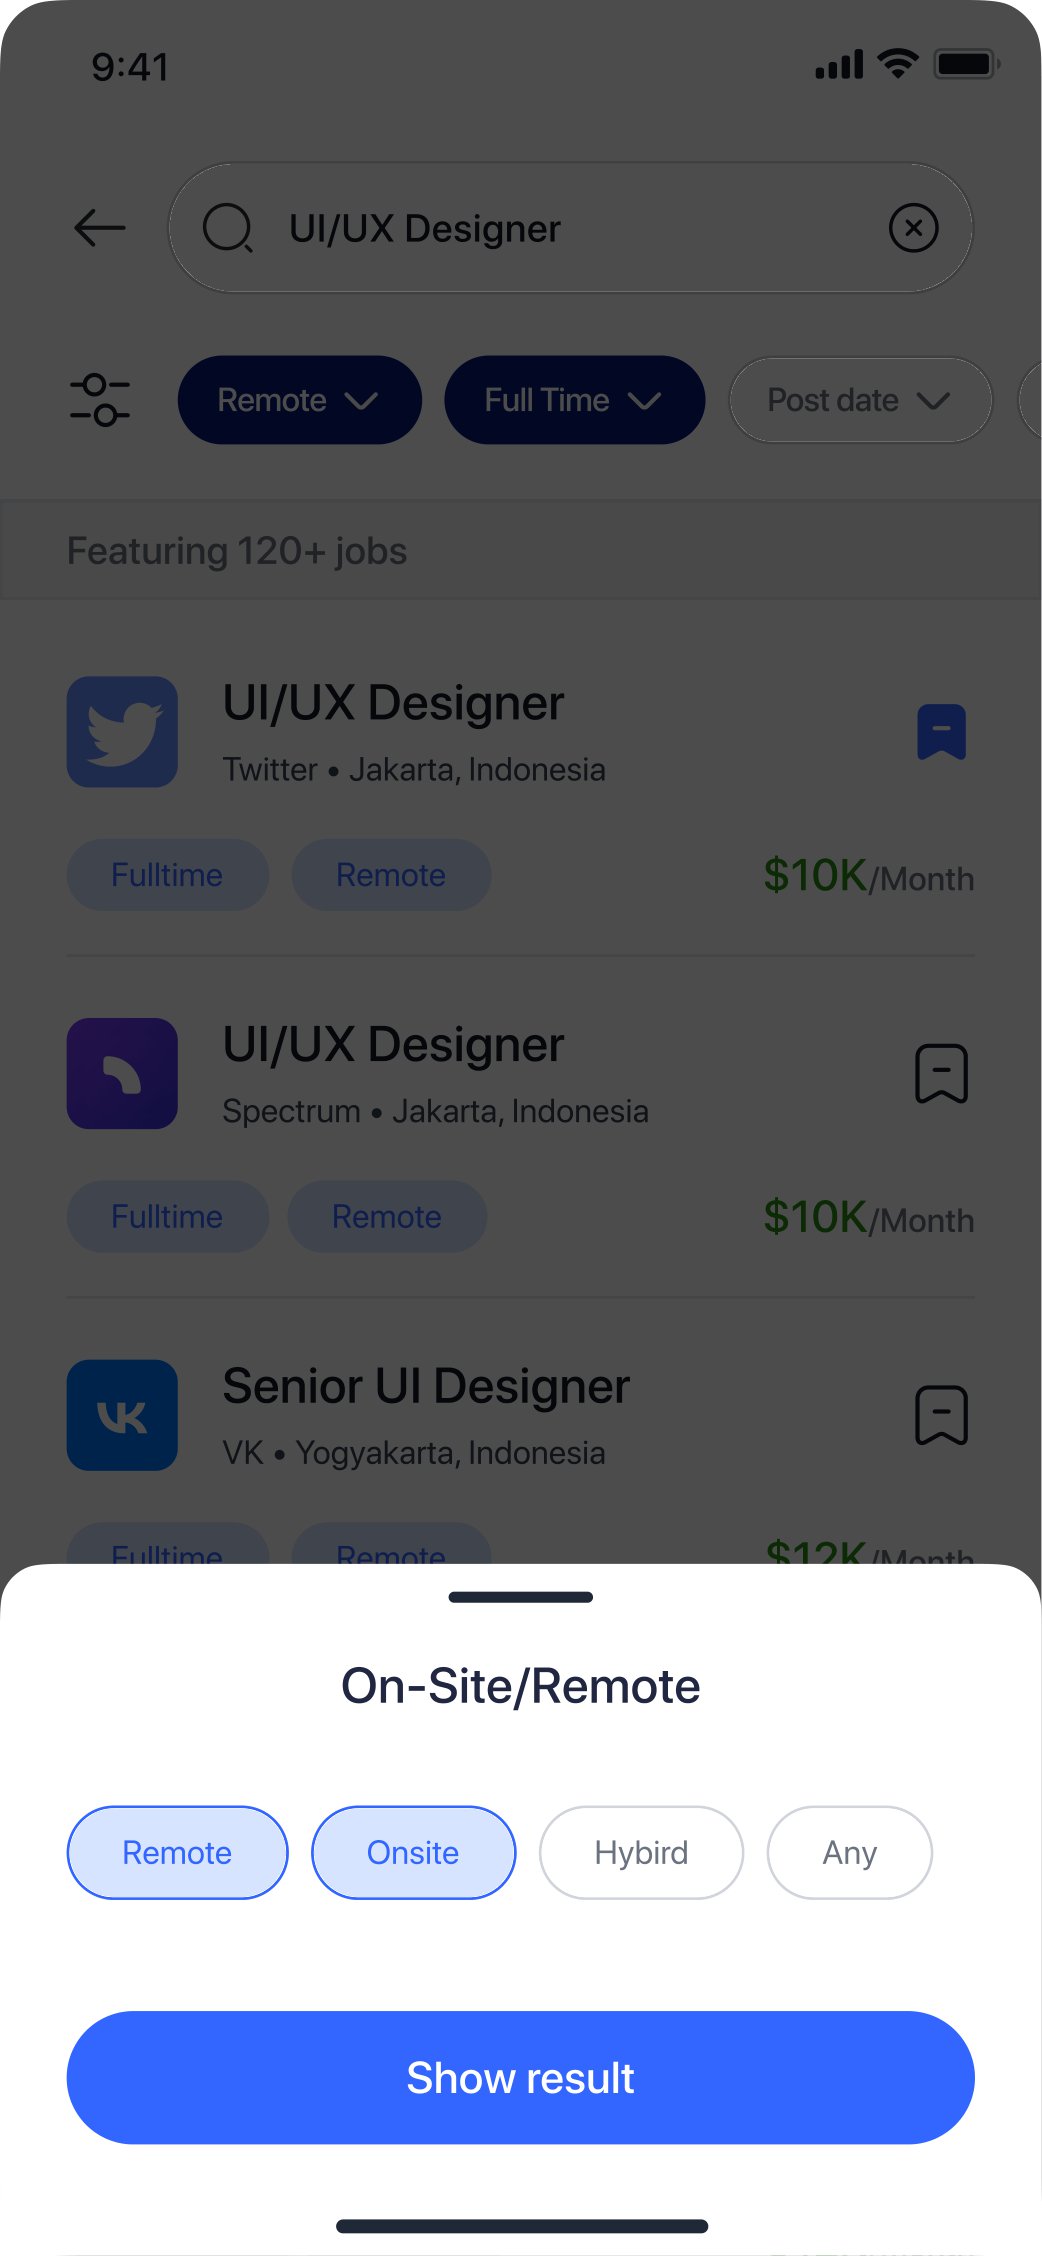 9:41
UI/UX Designer
Remote
Full Time
Post date
Featuring 120+ jobs
UI/UX Designer
Twitter • Jakarta, Indonesia
Fulltime
Remote
$10K/Month
UI/UX Designer
Spectrum • Jakarta, Indonesia
Fulltime
Remote
$10K/Month
Senior UI Designer
VK • Yogyakarta, Indonesia
Fulltime
Remote
$12K/Month
On-Site/Remote
Remote
Onsite
Hybird
Any
Show result